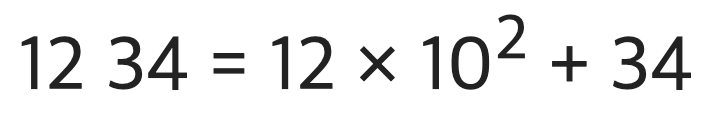 12 34 = 12 × 10² + 34